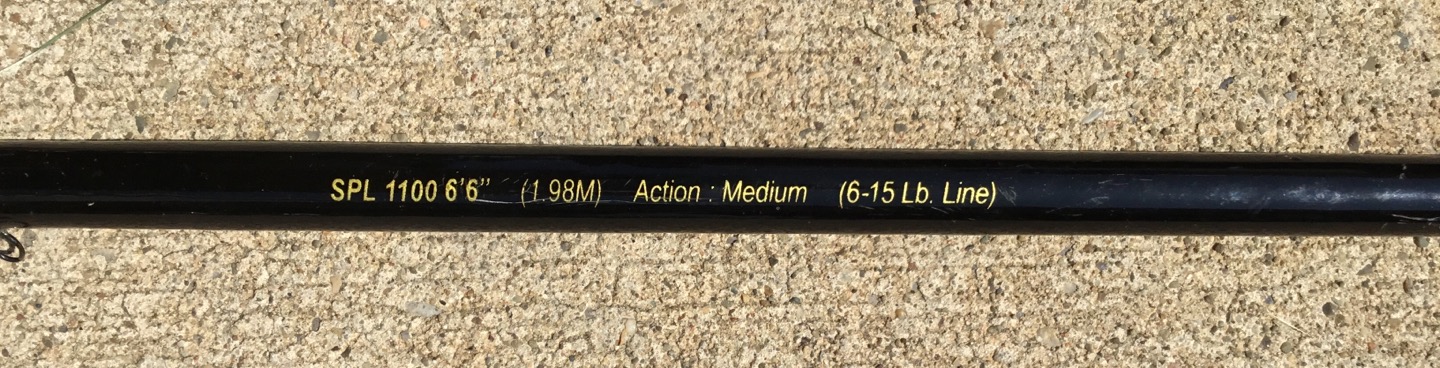 SPL 1100 6'6" (1.98M) Action : Medium (6-15 Lb. Line)